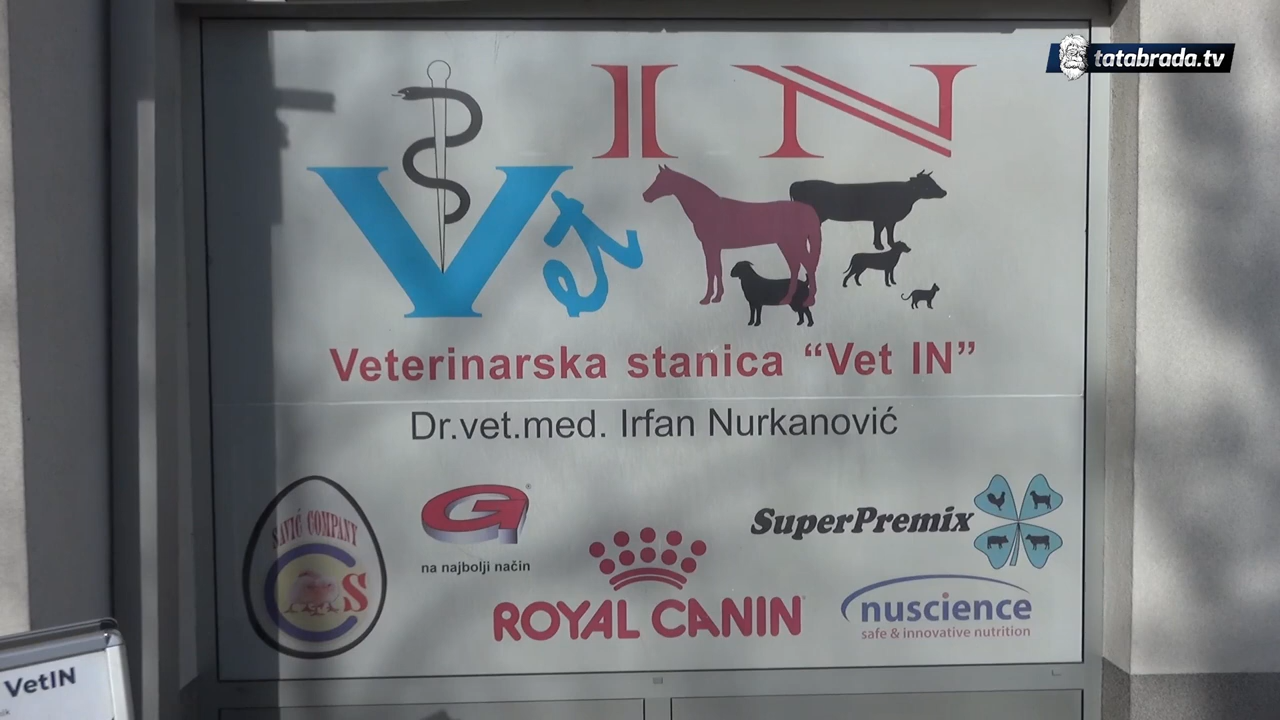 tatabrada.tv
Vet IN
Veterinarska stanica “Vet IN”
Dr.vet.med. Irfan Nurkanović
SAVIĆ COMPANY
CS
G
na najbolji način
ROYAL CANIN
SuperPremix
nuscience
safe & innovative nutrition
VetIN